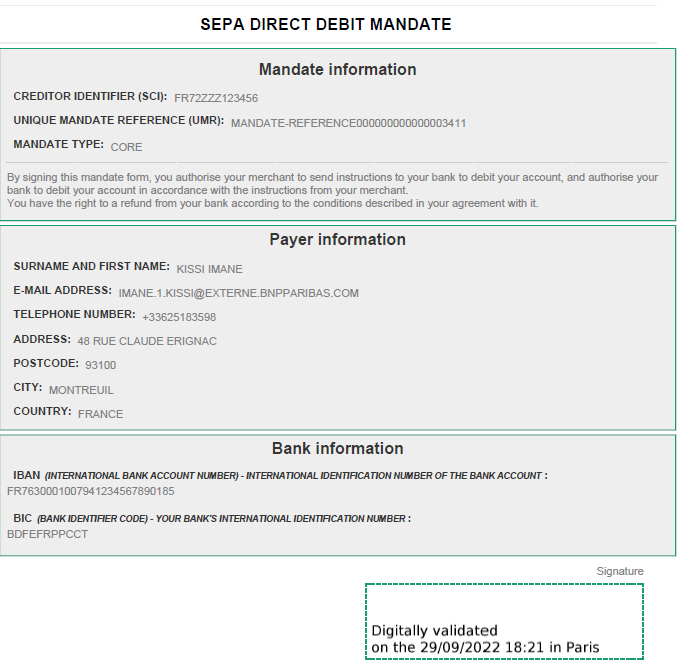 SEPA DIRECT DEBIT MANDATE
Mandate information
CREDITOR IDENTIFIER (SCI): FR72ZZZ123456
UNIQUE MANDATE REFERENCE (UMR): MANDATE-REFERENCE000000000000003411
MANDATE TYPE: CORE
By signing this mandate form, you authorise your merchant to send instructions to your bank to debit your account, and authorise your
bank to debit your account in accordance with the instructions from your merchant.
You have the right to a refund from your bank according to the conditions described in your agreement with it.
Payer information
SURNAME AND FIRST NAME: KISSI IMANE
E-MAIL ADDRESS: IMANE.1.KISSI@EXTERNE.BNPPARIBAS.COM
TELEPHONE NUMBER: +33625183598
ADDRESS: 48 RUE CLAUDE ERIGNAC
POSTCODE: 93100
CITY: MONTREUIL
COUNTRY: FRANCE
Bank information
IBAN (INTERNATIONAL BANK ACCOUNT NUMBER) - INTERNATIONAL IDENTIFICATION NUMBER OF THE BANK ACCOUNT :
FR7630001007941234567890185
BIC (BANK IDENTIFIER CODE) - YOUR BANK'S INTERNATIONAL IDENTIFICATION NUMBER :
BDFEFRPPCCT
Signature
Digitally validated
on the 29/09/2022 18:21 in Paris